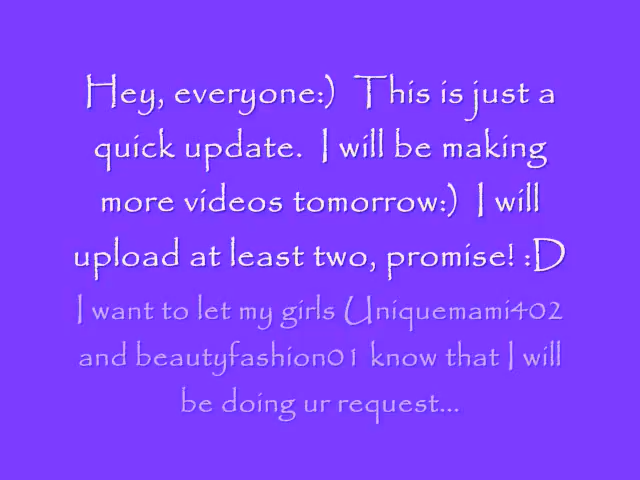 Hey, everyone:) This is just a
quick update. I will be making
more videos tomorrow:) I will
upload at least two, promise! :D
I want to let my girls Uniquemami402
and beautyfashion01 know that I will
be doing ur request...